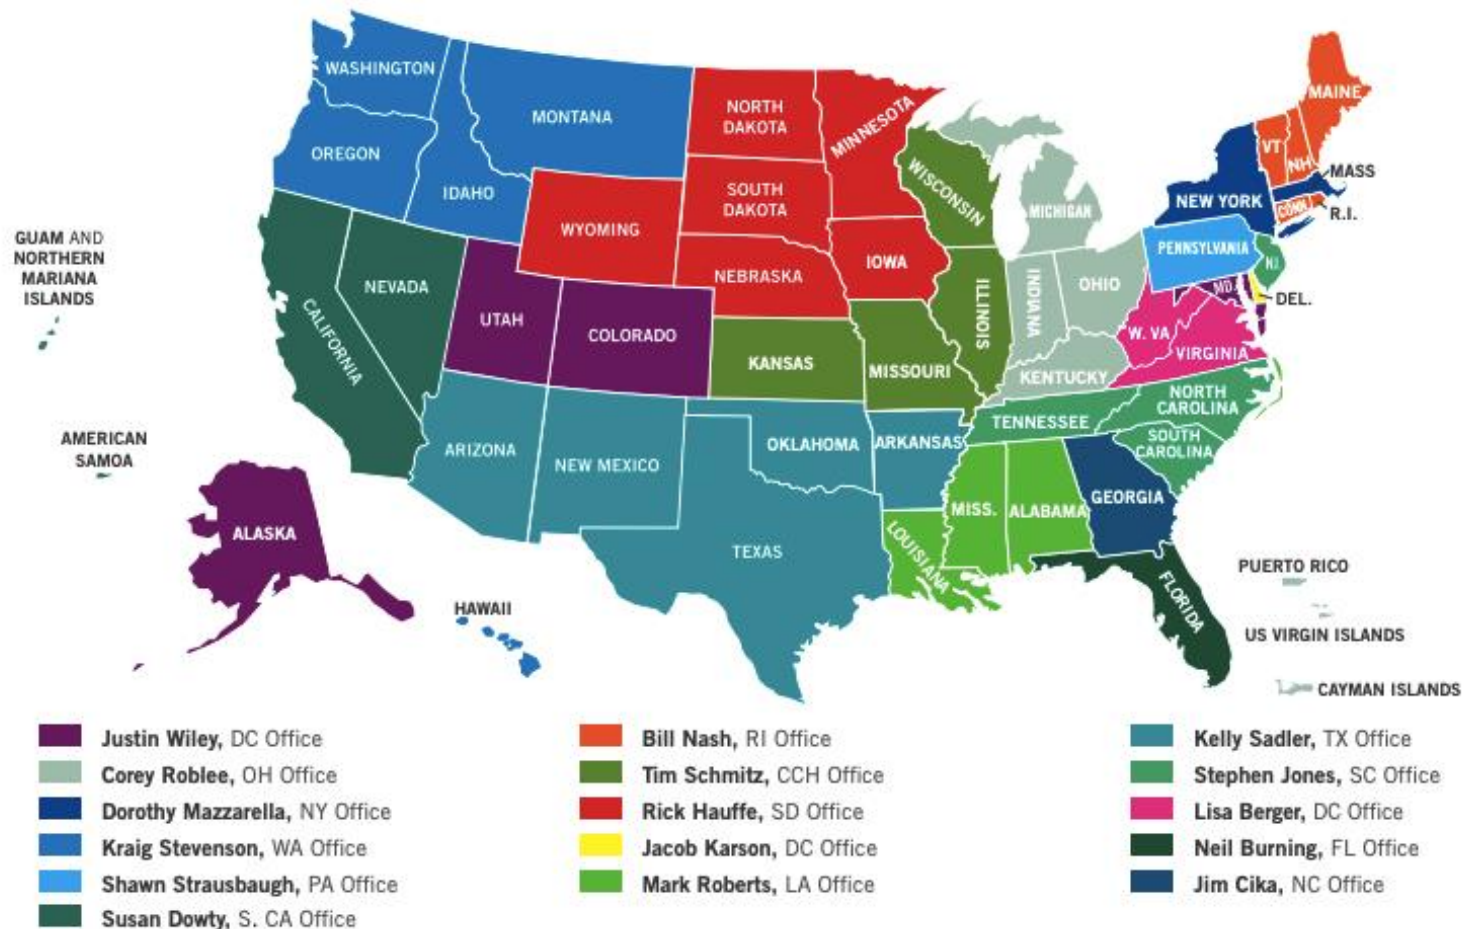 WASHINGTON
OREGON
IDAHO
MONTANA
NORTH
DAKOTA
MINNESOTA
SOUTH
DAKOTA
WYOMING
NEBRASKA
IOWA
WISCONSIN
MICHIGAN
MAINE
VT
NH
MASS
NEW YORK
CONN.
R.I.
PENNSYLVANIA
NJ
MD.
DEL.
GUAM AND
NORTHERN
MARIANA
ISLANDS
CALIFORNIA
NEVADA
UTAH
COLORADO
KANSAS
MISSOURI
ILLINOIS
INDIANA
OHIO
W. VA
VIRGINIA
KENTUCKY
NORTH
CAROLINA
TENNESSEE
SOUTH
CAROLINA
AMERICAN
SAMOA
ARIZONA
NEW MEXICO
OKLAHOMA
ARKANSAS
TEXAS
LOUISIANA
MISS.
ALABAMA
GEORGIA
FLORIDA
ALASKA
HAWAII
PUERTO RICO
US VIRGIN ISLANDS
CAYMAN ISLANDS
Justin Wiley, DC Office
Corey Roblee, OH Office
Dorothy Mazzarella, NY Office
Kraig Stevenson, WA Office
Shawn Strausbaugh, PA Office
Susan Dowty, S. CA Office
Bill Nash, RI Office
Tim Schmitz, CCH Office
Rick Hauffe, SD Office
Jacob Karson, DC Office
Mark Roberts, LA Office
Kelly Sadler, TX Office
Stephen Jones, SC Office
Lisa Berger, DC Office
Neil Burning, FL Office
Jim Cika, NC Office